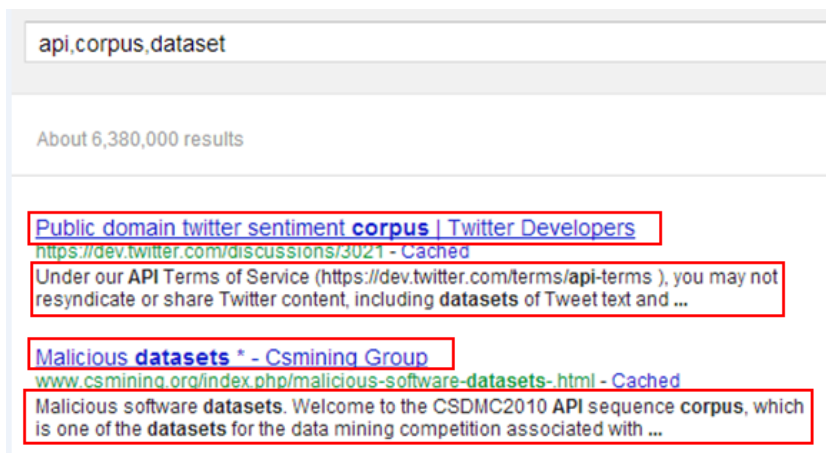 api,corpus,dataset
About 6,380,000 results
Public domain twitter sentiment corpus | Twitter Developers
https://dev.twitter.com/discussions/3021 - Cached
Under our API Terms of Service (https://dev.twitter.com/terms/api-terms ), you may not
resyndicate or share Twitter content, including datasets of Tweet text and ...
Malicious datasets * - Csmining Group
www.csmining.org/index.php/malicious-software-datasets-.html - Cached
Malicious software datasets. Welcome to the CSDMC2010 API sequence corpus, which
is one of the datasets for the data mining competition associated with ...